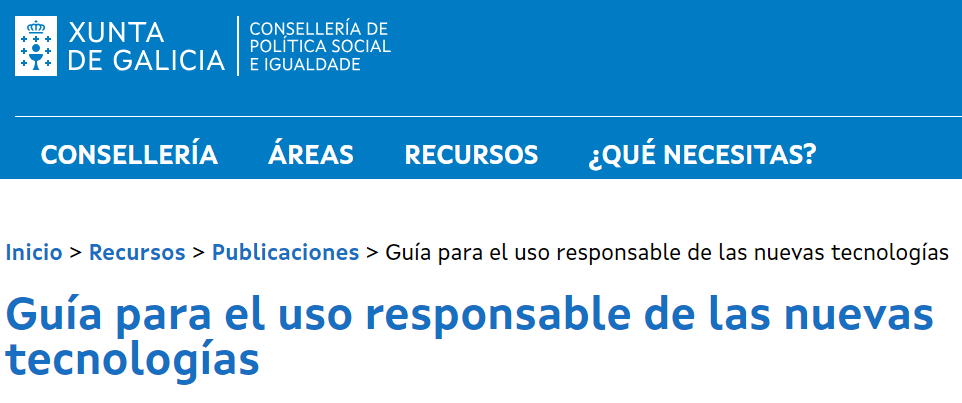 XUNTA
DE GALICIA
CONSELLERÍA DE
POLÍTICA SOCIAL
E IGUALDADE
CONSELLERÍA ÁREAS RECURSOS ¿QUÉ NECESITAS?
Inicio > Recursos > Publicaciones > Guía para el uso responsable de las nuevas tecnologías
Guía para el uso responsable de las nuevas
tecnologías